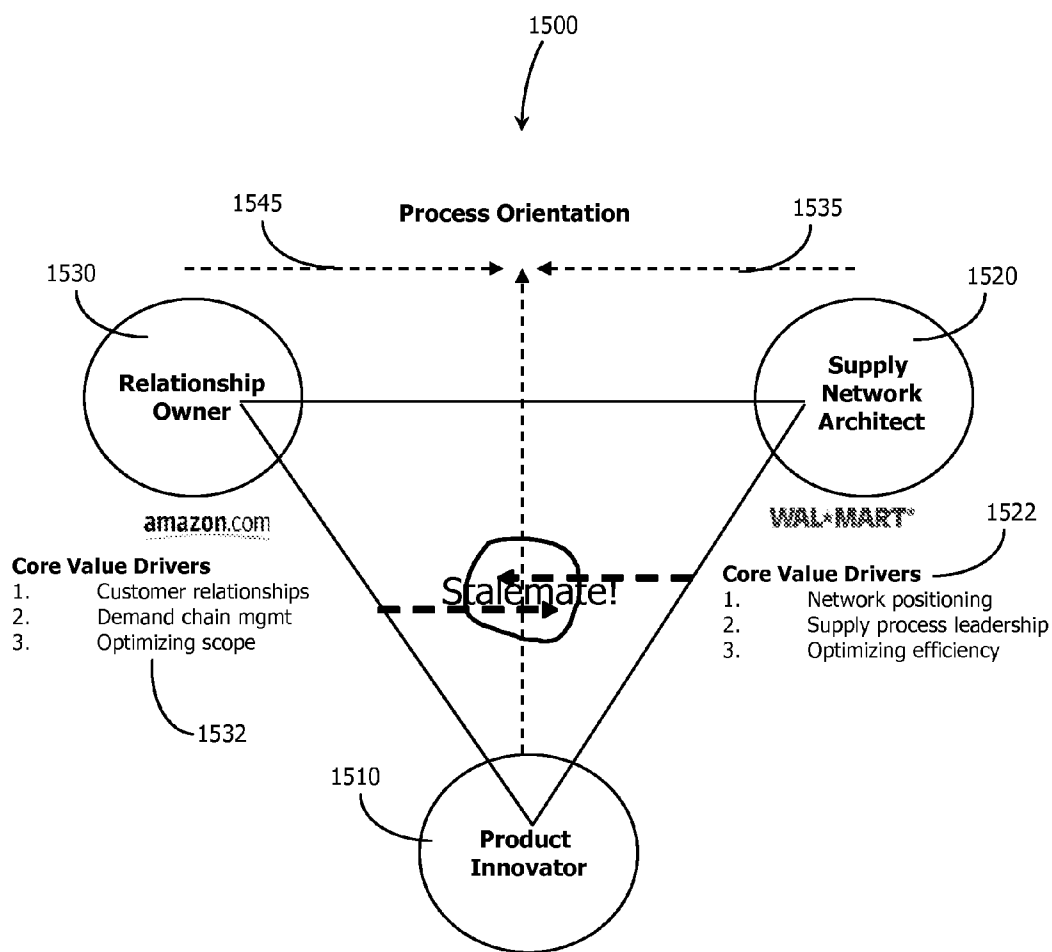 1500
1545
Process Orientation
1535
1530
1520
Relationship
Owner
Supply
Network
Architect
amazon.com
WAL★MART®
1522
Core Value Drivers
1. Customer relationships
2. Demand chain mgmt
3. Optimizing scope
Stalemate!
Core Value Drivers
1. Network positioning
2. Supply process leadership
3. Optimizing efficiency
1532
1510
Product
Innovator